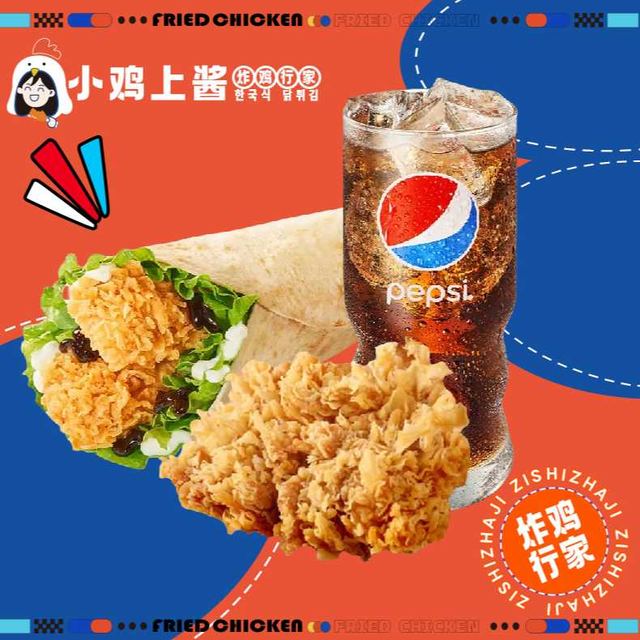 FRIED CHICKEN FRIED CHICKEN
小鸡上酱
炸鸡行家
한국식 닭튀김
pepsi
ZISHIZHAJI ZISHIZHAJI ZISHIZHAJI
炸鸡
行家
FRIED CHICKEN FRIED CHICKEN